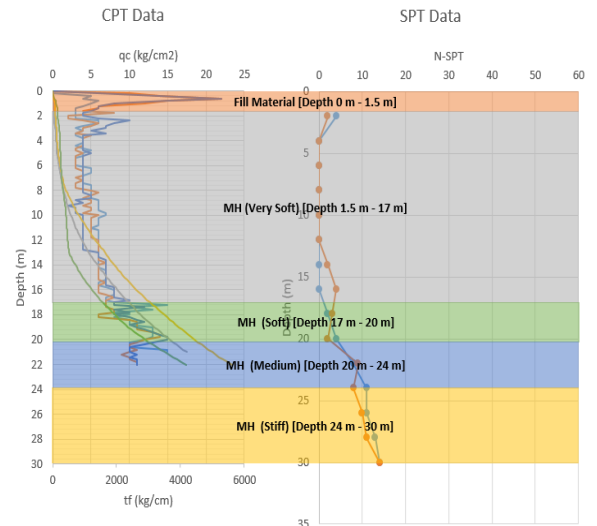 CPT Data
SPT Data
qc (kg/cm2)
N-SPT
0 5 10 15 20 25
0 10 20 30 40 50 60
0
2
4
6
8
10
12
14
16
18
20
22
24
26
28
30
Depth (m)
0
5
10
15
20
25
30
35
Depth (m)
Fill Material [Depth 0 m - 1.5 m]
MH (Very Soft) [Depth 1.5 m - 17 m]
MH (Soft) [Depth 17 m - 20 m]
MH (Medium) [Depth 20 m - 24 m]
MH (Stiff) [Depth 24 m - 30 m]
0 2000 4000 6000
tf (kg/cm)